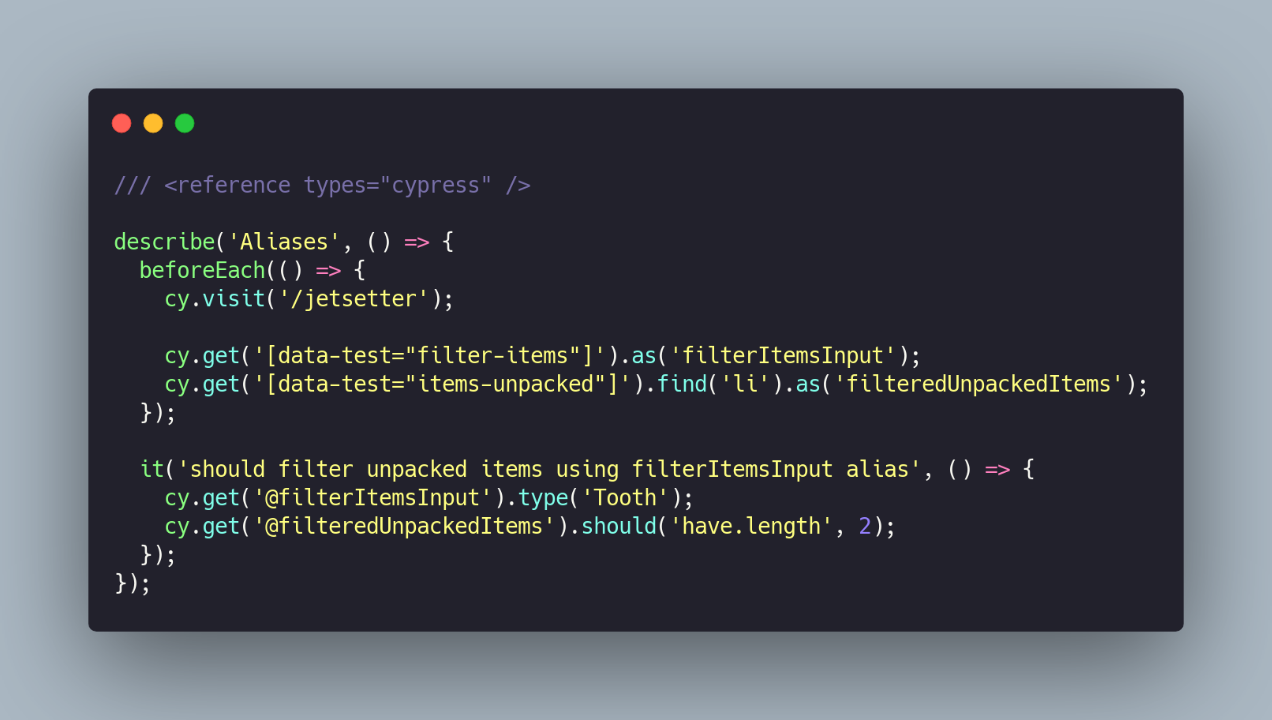 /// <reference types="cypress" />
describe('Aliases', () => {
  beforeEach(() => {
    cy.visit('/jetsetter');
    cy.get('[data-test="filter-items"]').as('filterItemsInput');
    cy.get('[data-test="items-unpacked"]').find('li').as('filteredUnpackedItems');
  });
  it('should filter unpacked items using filterItemsInput alias', () => {
    cy.get('@filterItemsInput').type('Tooth');
    cy.get('@filteredUnpackedItems').should('have.length', 2);
  });
});